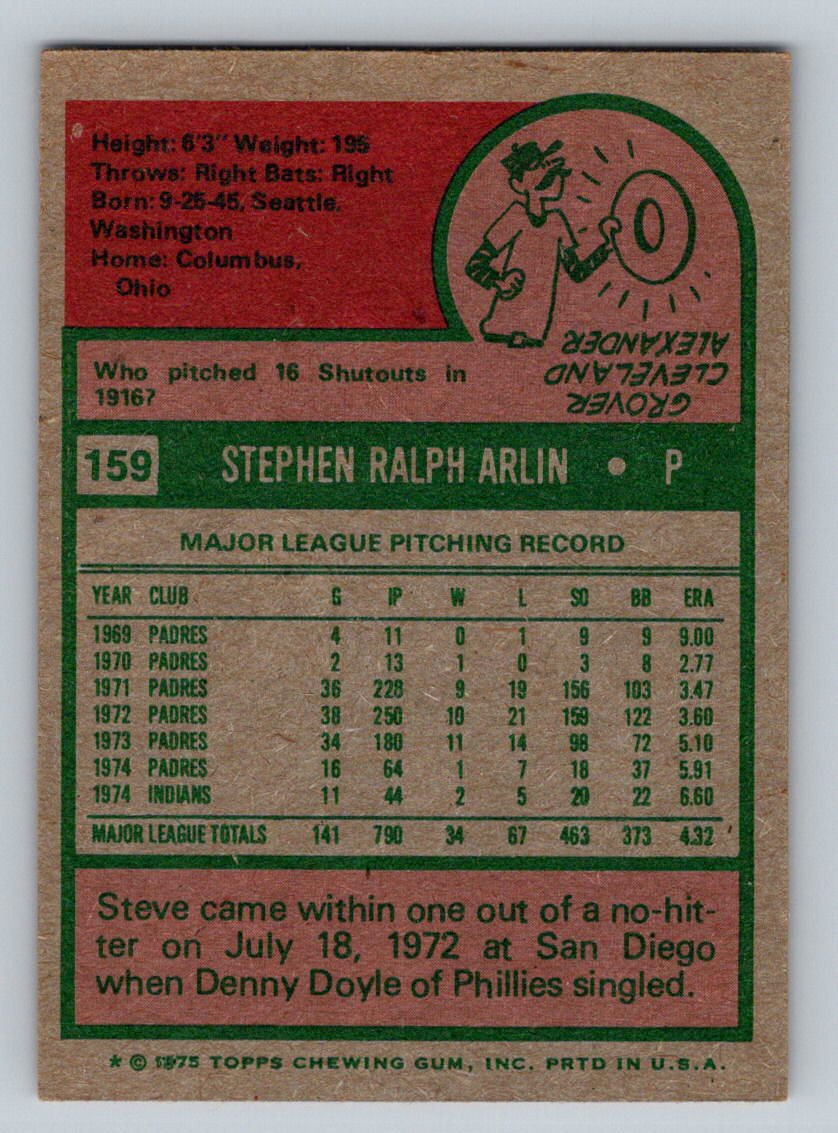 Height: 6'3" Weight: 195
Throws: Right Bats: Right
Born: 9-25-45, Seattle,
Washington
Home: Columbus,
Ohio
0
Who pitched 16 Shutouts in
1916?
GROVER
CLEVELAND
ALEXANDER
159 STEPHEN RALPH ARLIN • P
MAJOR LEAGUE PITCHING RECORD
YEAR CLUB G IP W L SO BB ERA
1969 PADRES 4 11 0 1 9 9 9.00
1970 PADRES 2 13 1 0 3 8 2.77
1971 PADRES 36 228 9 19 156 103 3.47
1972 PADRES 38 250 10 21 159 122 3.60
1973 PADRES 34 180 11 14 98 72 5.10
1974 PADRES 16 64 1 7 18 37 5.91
1974 INDIANS 11 44 2 5 20 22 6.60
MAJOR LEAGUE TOTALS 141 790 34 67 463 373 4.32
Steve came within one out of a no-hit-
ter on July 18, 1972 at San Diego
when Denny Doyle of Phillies singled.
* © 1975 TOPPS CHEWING GUM, INC. PRTD IN U.S.A.